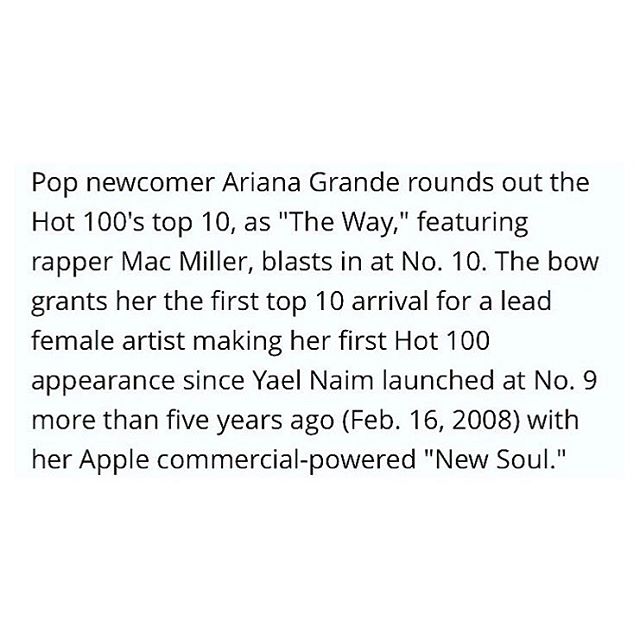 Pop newcomer Ariana Grande rounds out the
Hot 100's top 10, as "The Way," featuring
rapper Mac Miller, blasts in at No. 10. The bow
grants her the first top 10 arrival for a lead
female artist making her first Hot 100
appearance since Yael Naim launched at No. 9
more than five years ago (Feb. 16, 2008) with
her Apple commercial-powered "New Soul."